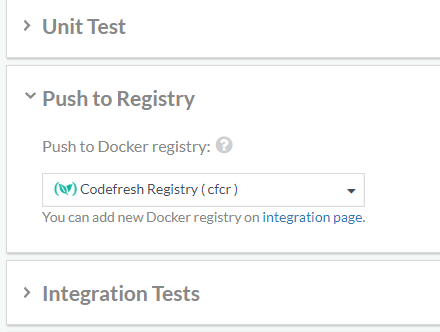 Unit Test
Push to Registry
Push to Docker registry: ?
Codefresh Registry ( cfcr )
You can add new Docker registry on integration page.
Integration Tests